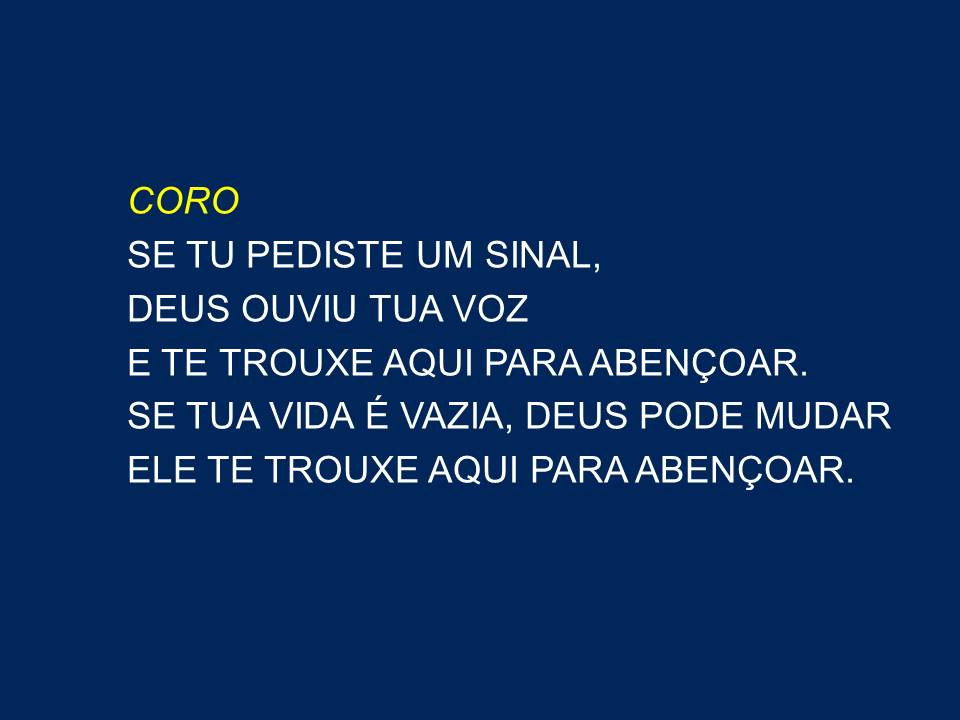 CORO
SE TU PEDISTE UM SINAL,
DEUS OUVIU TUA VOZ
E TE TROUXE AQUI PARA ABENÇOAR.
SE TUA VIDA É VAZIA, DEUS PODE MUDAR
ELE TE TROUXE AQUI PARA ABENÇOAR.